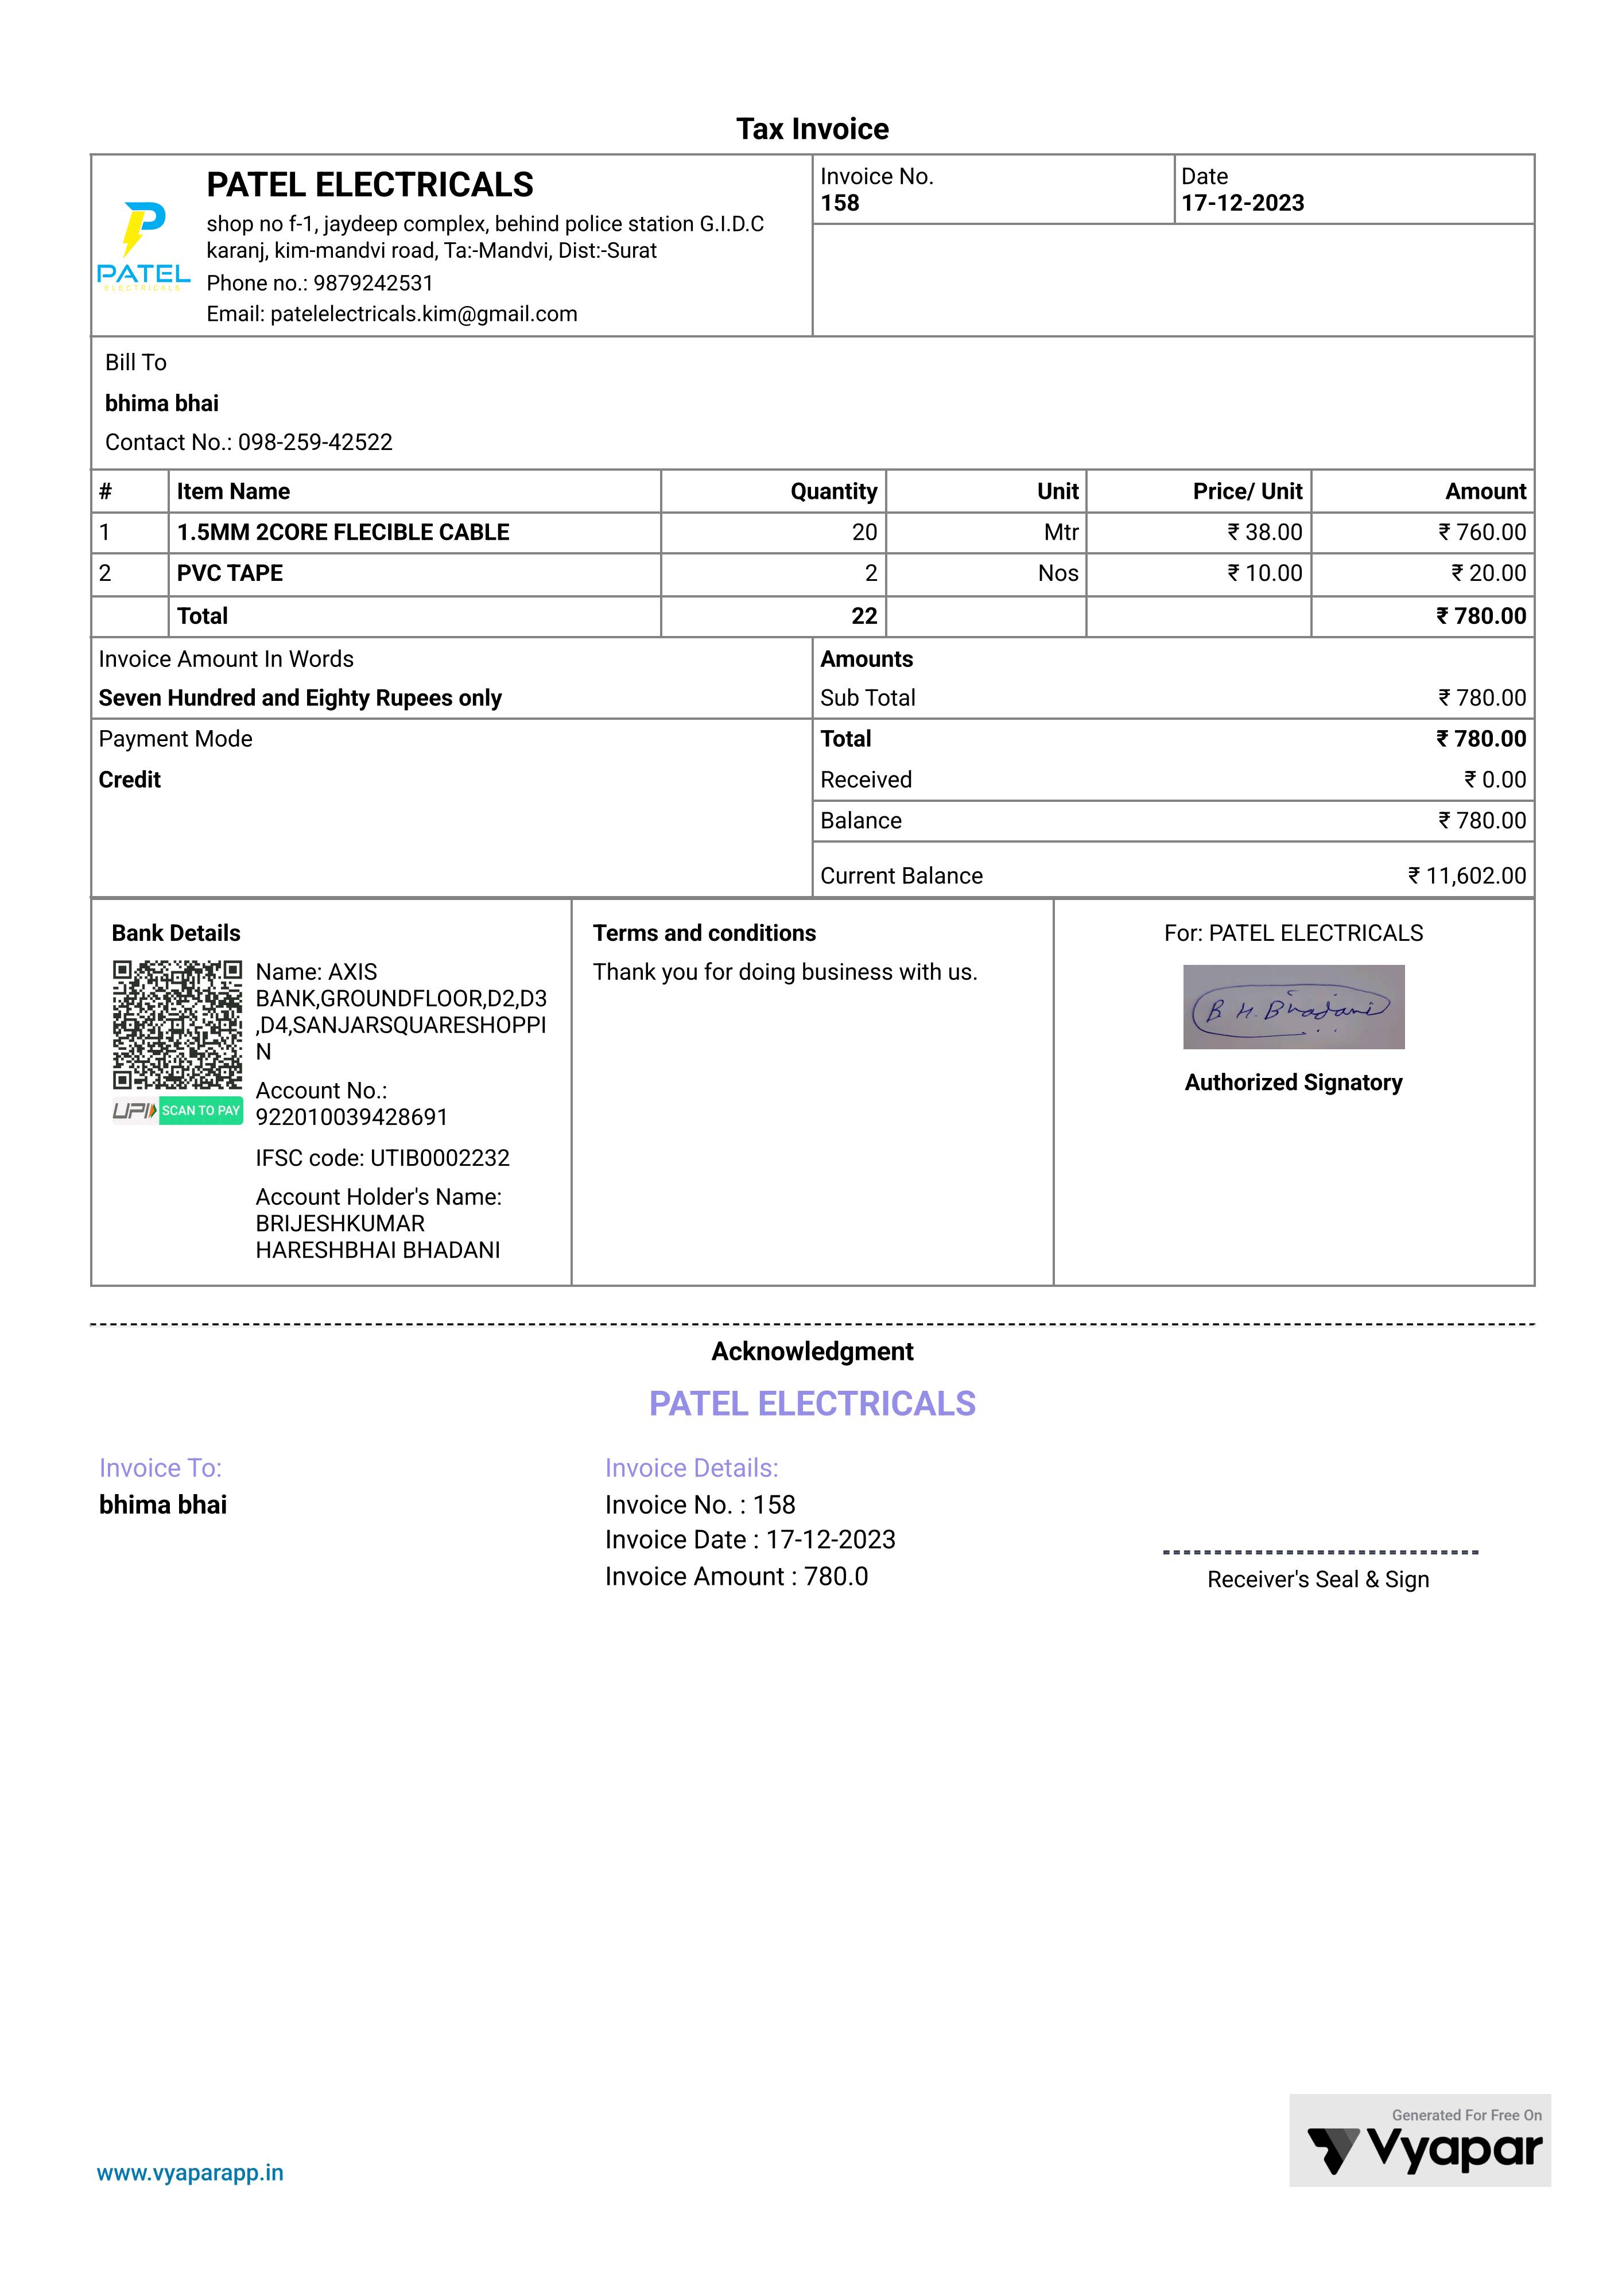 Tax Invoice
PATEL
ELECTRICALS
PATEL ELECTRICALS
shop no f-1, jaydeep complex, behind police station G.I.D.C
karanj, kim-mandvi road, Ta:-Mandvi, Dist:-Surat
Phone no.: 9879242531
Email: patelelectricals.kim@gmail.com
Invoice No.
158
Date
17-12-2023
Bill To
bhima bhai
Contact No.: 098-259-42522
# Item Name Quantity Unit Price/ Unit Amount
1 1.5MM 2CORE FLECIBLE CABLE 20 Mtr ₹ 38.00 ₹ 760.00
2 PVC TAPE 2 Nos ₹ 10.00 ₹ 20.00
Total 22 ₹ 780.00
Invoice Amount In Words
Seven Hundred and Eighty Rupees only
Payment Mode
Credit
Amounts
Sub Total ₹ 780.00
Total ₹ 780.00
Received ₹ 0.00
Balance ₹ 780.00
Current Balance ₹ 11,602.00
Bank Details
UPI SCAN TO PAY
Name: AXIS
BANK,GROUNDFLOOR,D2,D3
,D4,SANJARSQUARESHOPPI
N
Account No.:
922010039428691
IFSC code: UTIB0002232
Account Holder's Name:
BRIJESHKUMAR
HARESHBHAI BHADANI
Terms and conditions
Thank you for doing business with us.
For: PATEL ELECTRICALS
B H. Bhadani
Authorized Signatory
Acknowledgment
PATEL ELECTRICALS
Invoice To:
bhima bhai
Invoice Details:
Invoice No. : 158
Invoice Date : 17-12-2023
Invoice Amount : 780.0
Receiver's Seal & Sign
www.vyaparapp.in
Generated For Free On
Vyapar